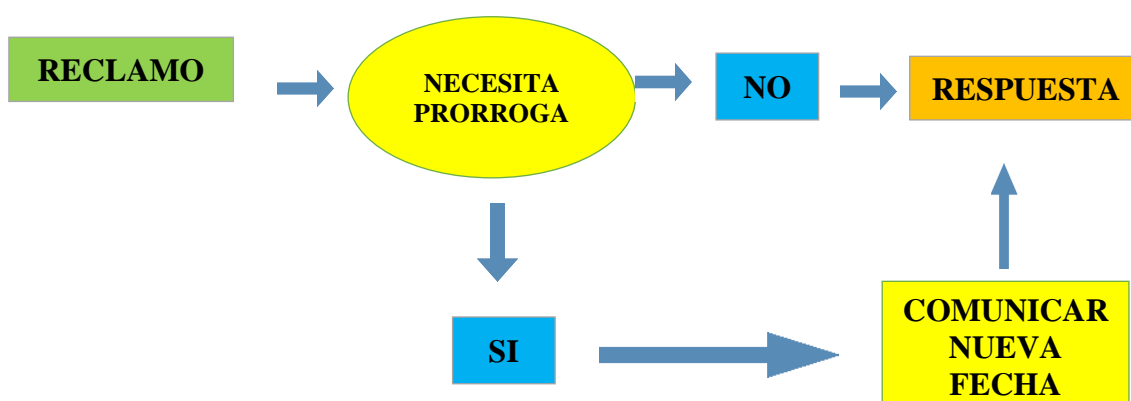 RECLAMO
NECESITA
PRORROGA
NO
RESPUESTA
SI
COMUNICAR
NUEVA
FECHA